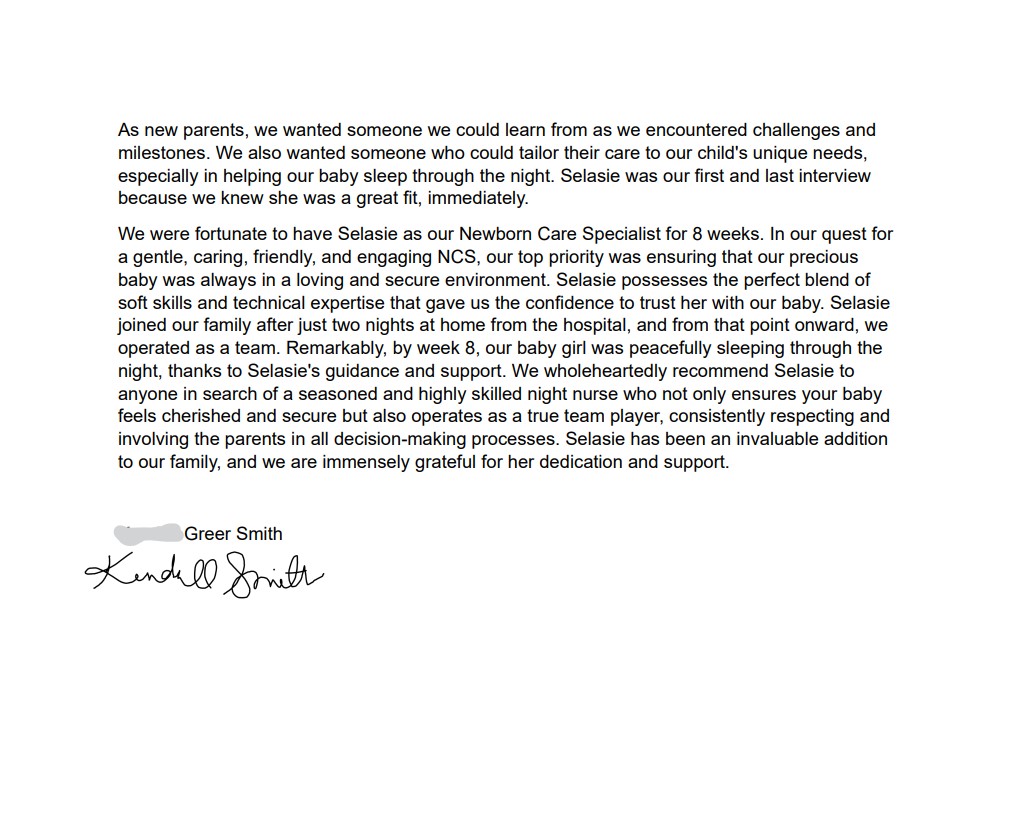 As new parents, we wanted someone we could learn from as we encountered challenges and
milestones. We also wanted someone who could tailor their care to our child's unique needs,
especially in helping our baby sleep through the night. Selasie was our first and last interview
because we knew she was a great fit, immediately.
We were fortunate to have Selasie as our Newborn Care Specialist for 8 weeks. In our quest for
a gentle, caring, friendly, and engaging NCS, our top priority was ensuring that our precious
baby was always in a loving and secure environment. Selasie possesses the perfect blend of
soft skills and technical expertise that gave us the confidence to trust her with our baby. Selasie
joined our family after just two nights at home from the hospital, and from that point onward, we
operated as a team. Remarkably, by week 8, our baby girl was peacefully sleeping through the
night, thanks to Selasie's guidance and support. We wholeheartedly recommend Selasie to
anyone in search of a seasoned and highly skilled night nurse who not only ensures your baby
feels cherished and secure but also operates as a true team player, consistently respecting and
involving the parents in all decision-making processes. Selasie has been an invaluable addition
to our family, and we are immensely grateful for her dedication and support.
Greer Smith
Kendall Smith